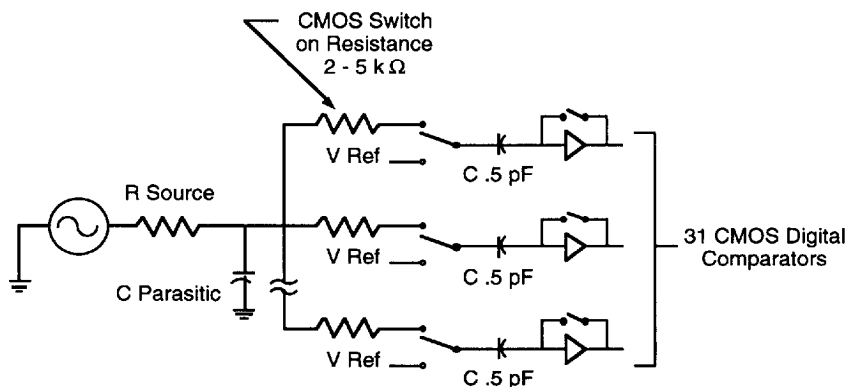 CMOS Switch
on Resistance
2 - 5 k Ω
V Ref
C .5 pF
R Source
V Ref
C .5 pF
31 CMOS Digital
Comparators
C Parasitic
V Ref
C .5 pF